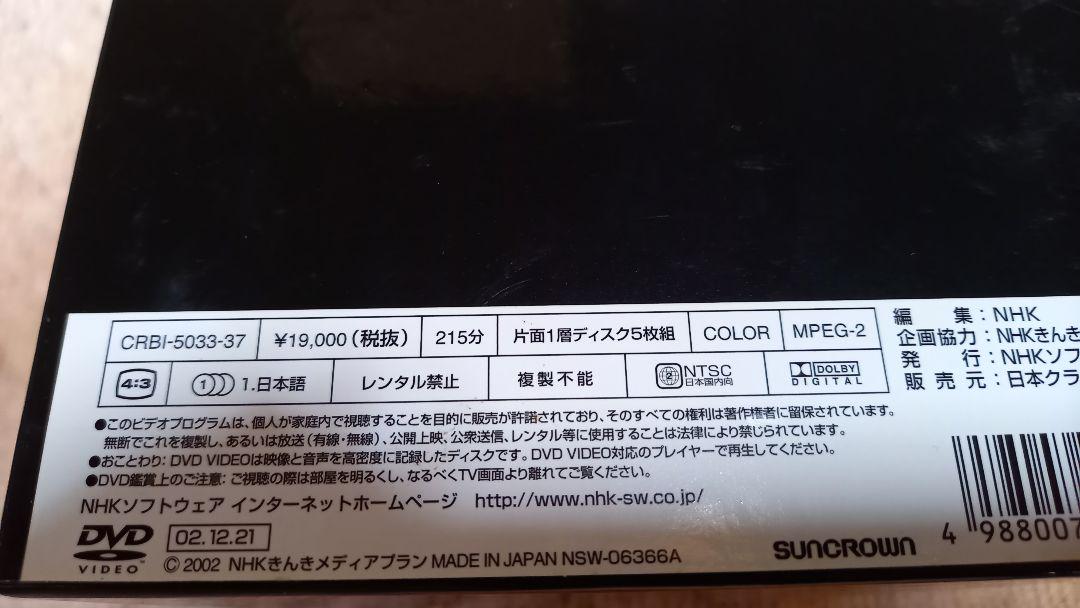 CRBI-5033-37 ¥19,000(税抜) 215分 片面1層ディスク5枚組 COLOR MPEG-2
4:3 1 1.日本語 レンタル禁止 複製不能 2 NTSC 日本国内向 DOLBY DIGITAL
編 集:NHK
企画協力:NHKきんき
発 行:NHKソフ
販 売 元:日本クラ
●このビデオプログラムは、個人が家庭内で視聴することを目的に販売が許諾されており、そのすべての権利は著作権者に留保されています。
無断でこれを複製し、あるいは放送(有線・無線)、公開上映、公衆送信、レンタル等に使用することは法律により禁じられています。
●おことわり:DVD VIDEOは映像と音声を高密度に記録したディスクです。DVD VIDEO対応のプレイヤーで再生してください。
●DVD鑑賞上のご注意:ご視聴の際は部屋を明るくし、なるべくTV画面より離れてご覧ください。
NHKソフトウェア インターネットホームページ http://www.nhk-sw.co.jp/
DVD VIDEO 02.12.21
© 2002 NHKきんきメディアプラン MADE IN JAPAN NSW-06366A
SUNCROWN
4 988007